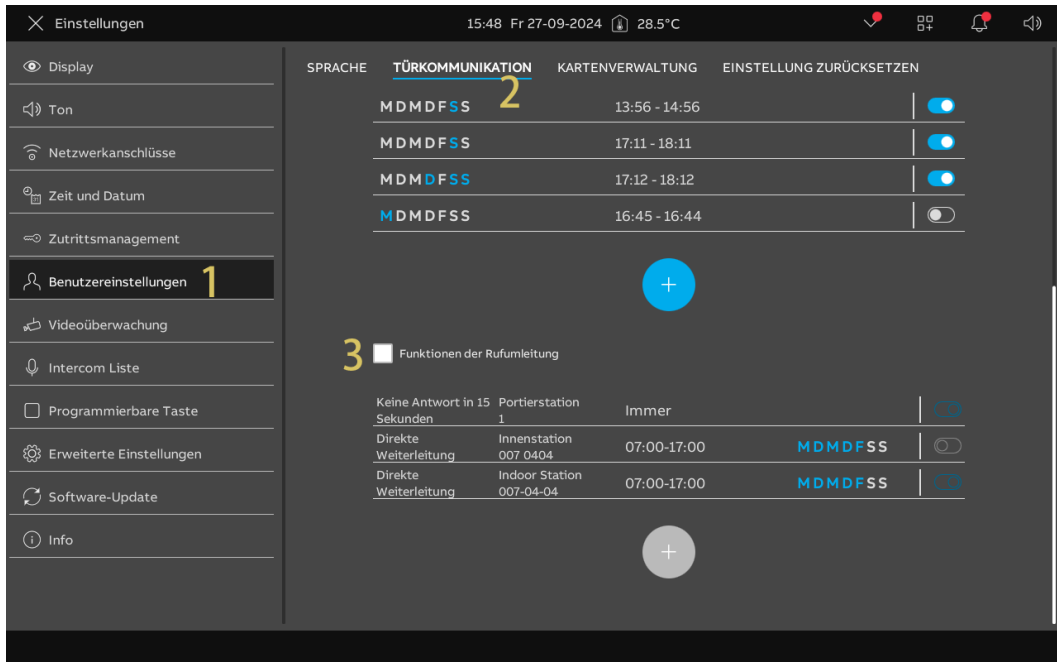 Einstellungen
15:48 Fr 27-09-2024 28.5°C
Display
Ton
Netzwerkanschlüsse
Zeit und Datum
Zutrittsmanagement
Benutzereinstellungen 1
Videoüberwachung
Intercom Liste
Programmierbare Taste
Erweiterte Einstellungen
Software-Update
Info
SPRACHE TÜRKOMMUNIKATION KARTENVERWALTUNG EINSTELLUNG ZURÜCKSETZEN
2
MDMDFSS 13:56 - 14:56
MDMDFSS 17:11 - 18:11
MDMDFSS 17:12 - 18:12
MDMDFSS 16:45 - 16:44
+
3 Funktionen der Rufumleitung
Keine Antwort in 15 Portierstation
Sekunden 1
Immer
Direkte Innenstation
Weiterleitung 007 0404
07:00-17:00 MDMDFSS
Direkte Indoor Station
Weiterleitung 007-04-04
07:00-17:00 MDMDFSS
+